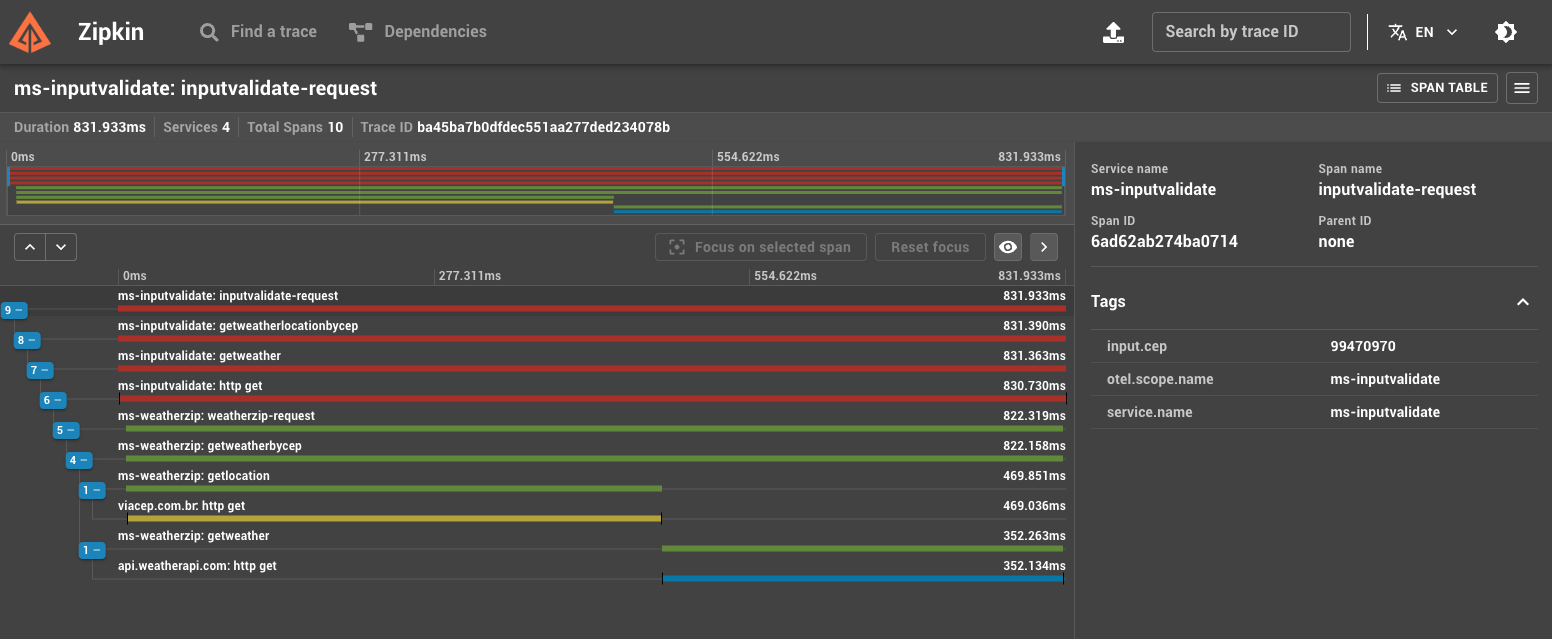 Zipkin
Find a trace
Dependencies
Search by trace ID
EN
ms-inputvalidate: inputvalidate-request
SPAN TABLE
Duration 831.933ms Services 4 Total Spans 10 Trace ID ba45ba7b0dfdec551aa277ded234078b
0ms 277.311ms 554.622ms 831.933ms
Focus on selected span Reset focus
0ms 277.311ms 554.622ms 831.933ms
ms-inputvalidate: inputvalidate-request 831.933ms
9 −
ms-inputvalidate: getweatherlocationbycep 831.390ms
8 −
ms-inputvalidate: getweather 831.363ms
7 −
ms-inputvalidate: http get 830.730ms
6 −
ms-weatherzip: weatherzip-request 822.319ms
5 −
ms-weatherzip: getweatherbycep 822.158ms
4 −
ms-weatherzip: getlocation 469.851ms
1 −
viacep.com.br: http get 469.036ms
ms-weatherzip: getweather 352.263ms
1 −
api.weatherapi.com: http get 352.134ms
Service name Span name
ms-inputvalidate inputvalidate-request
Span ID Parent ID
6ad62ab274ba0714 none
Tags
input.cep 99470970
otel.scope.name ms-inputvalidate
service.name ms-inputvalidate